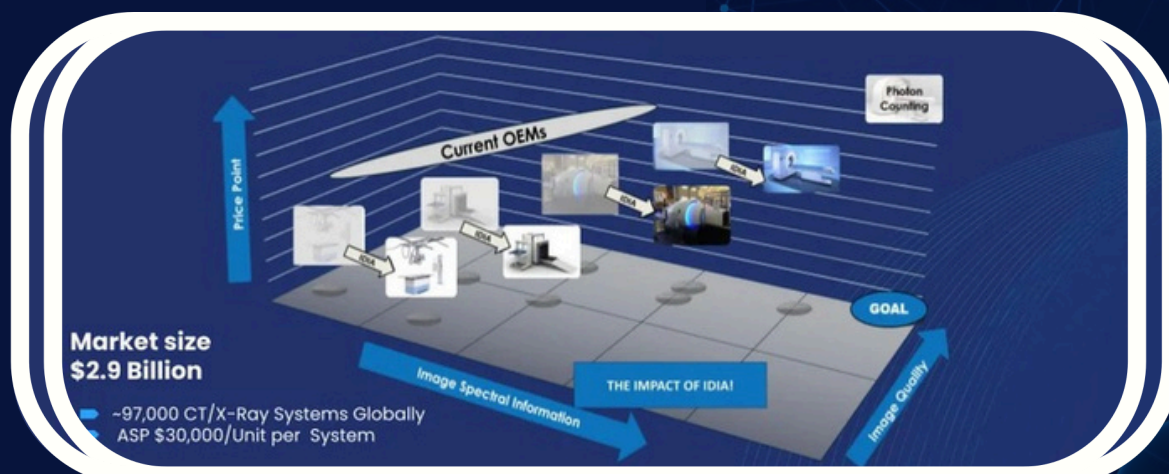 Photon
Counting
Current OEMs
Price Point
IDIA
IDIA
IDIA
IDIA
GOAL
Market size
$2.9 Billion
Image Spectral Information
THE IMPACT OF IDIA!
Image Quality
~97,000 CT/X-Ray Systems Globally
ASP $30,000/Unit per System